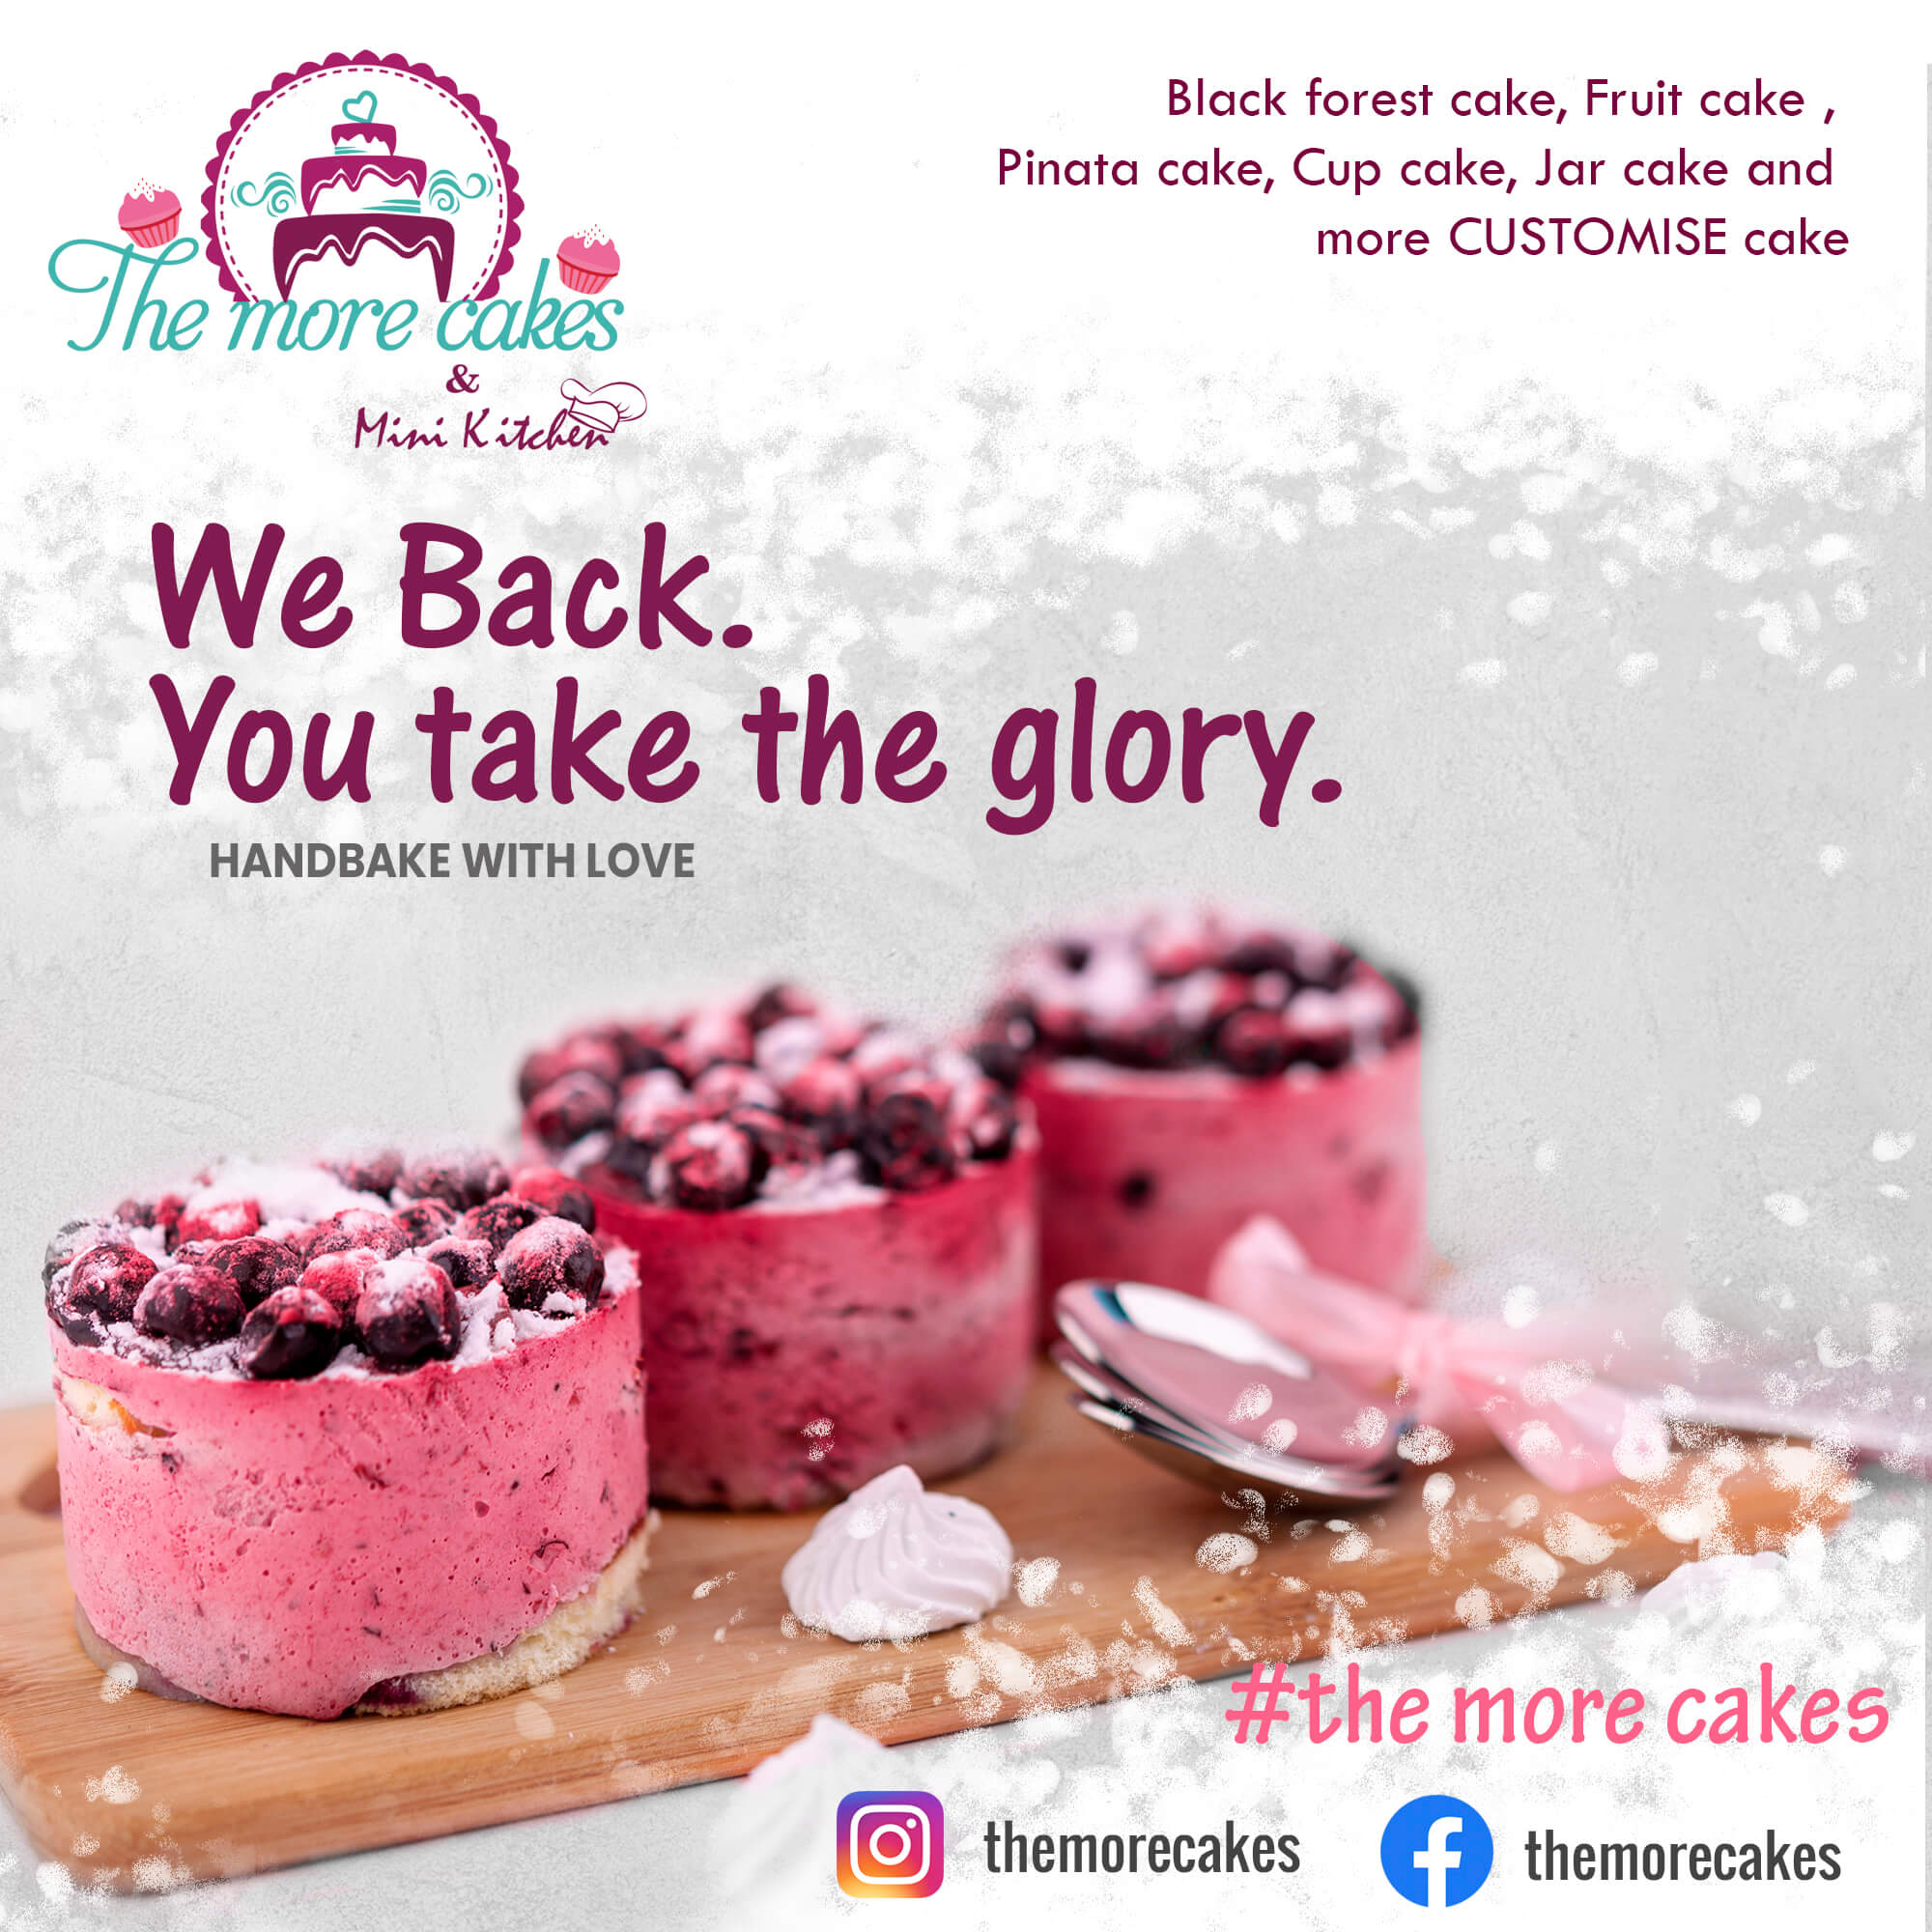 The more cakes
&
Mini Kitchen
Black forest cake, Fruit cake ,
Pinata cake, Cup cake, Jar cake and
more CUSTOMISE cake
We Back.
You take the glory.
HANDBAKE WITH LOVE
#the more cakes
themorecakes
themorecakes